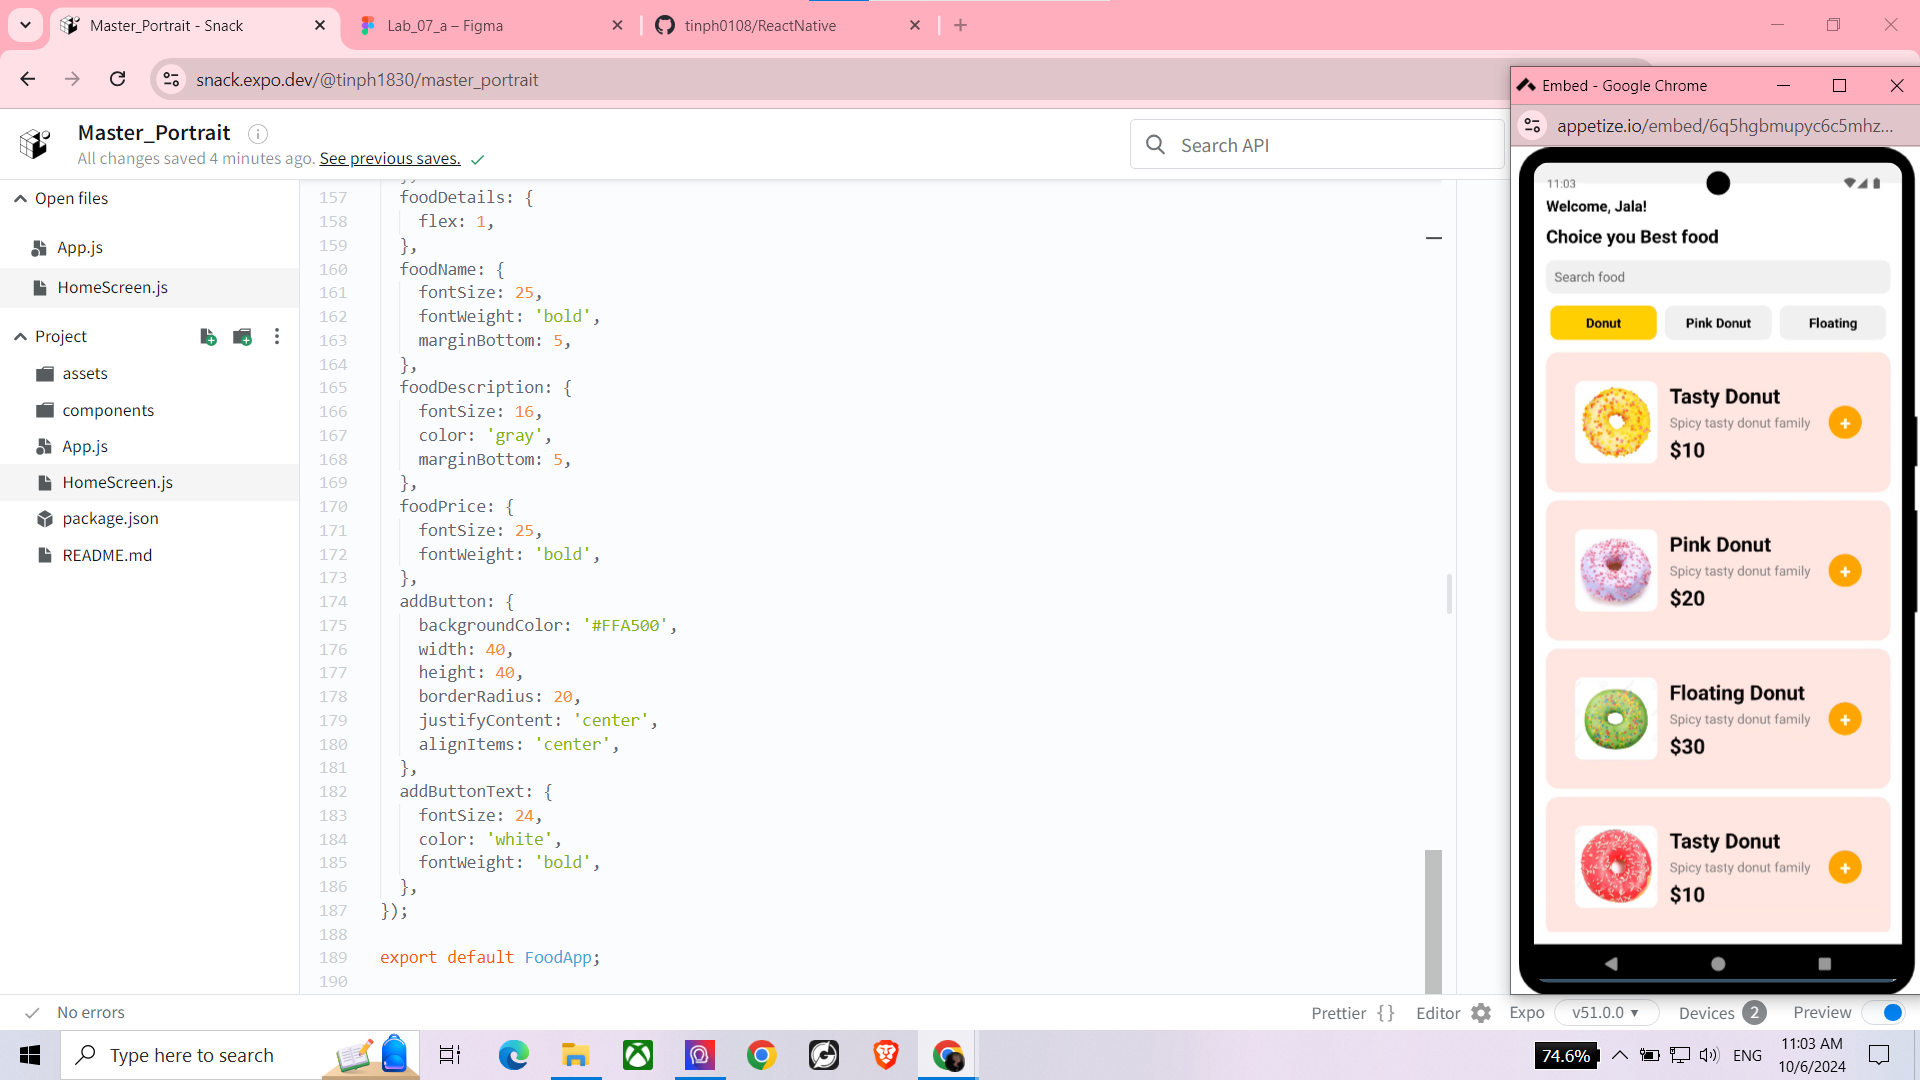 Master_Portrait - Snack
Lab_07_a – Figma
tinph0108/ReactNative
snack.expo.dev/@tinph1830/master_portrait
Master_Portrait
All changes saved 4 minutes ago. See previous saves.
Search API
Open files
App.js
HomeScreen.js
Project
assets
components
App.js
HomeScreen.js
package.json
README.md
157 foodDetails: {
158 flex: 1,
159 },
160 foodName: {
161 fontSize: 25,
162 fontWeight: 'bold',
163 marginBottom: 5,
164 },
165 foodDescription: {
166 fontSize: 16,
167 color: 'gray',
168 marginBottom: 5,
169 },
170 foodPrice: {
171 fontSize: 25,
172 fontWeight: 'bold',
173 },
174 addButton: {
175 backgroundColor: '#FFA500',
176 width: 40,
177 height: 40,
178 borderRadius: 20,
179 justifyContent: 'center',
180 alignItems: 'center',
181 },
182 addButtonText: {
183 fontSize: 24,
184 color: 'white',
185 fontWeight: 'bold',
186 },
187 });
188
189 export default FoodApp;
190
Embed - Google Chrome
appetize.io/embed/6q5hgbmupyc6c5mhz...
11:03
Welcome, Jala!
Choice you Best food
Search food
Donut
Pink Donut
Floating
Tasty Donut
Spicy tasty donut family
$10
+
Pink Donut
Spicy tasty donut family
$20
+
Floating Donut
Spicy tasty donut family
$30
+
Tasty Donut
Spicy tasty donut family
$10
+
No errors
Prettier {}
Editor
Expo
v51.0.0
Devices 2
Preview
Type here to search
74.6%
ENG
11:03 AM
10/6/2024